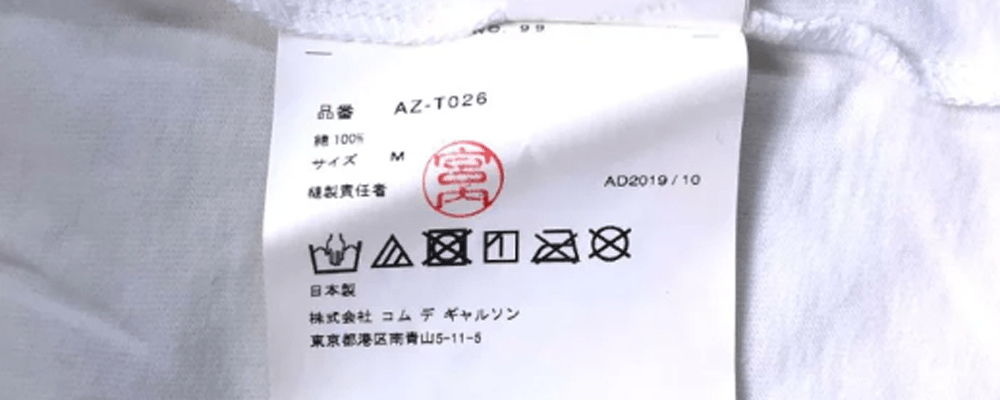 NO. 99
品番 AZ-T026
綿 100%
サイズ M
縫製責任者
AD2019 / 10
日本製
株式会社 コム デ ギャルソン
東京都港区南青山5-11-5